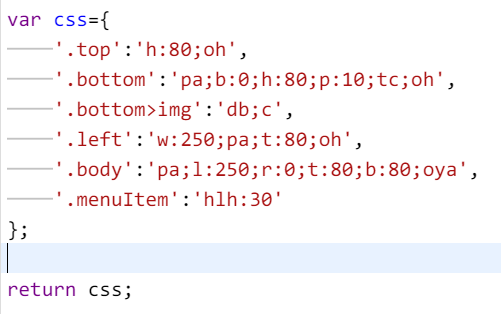 var css={
    '.top':'h:80;oh',
    '.bottom':'pa;b:0;h:80;p:10;tc;oh',
    '.bottom>img':'db;c',
    '.left':'w:250;pa;t:80;oh',
    '.body':'pa;l:250;r:0;t:80;b:80;oya',
    '.menuItem':'hlh:30'
};
return css;